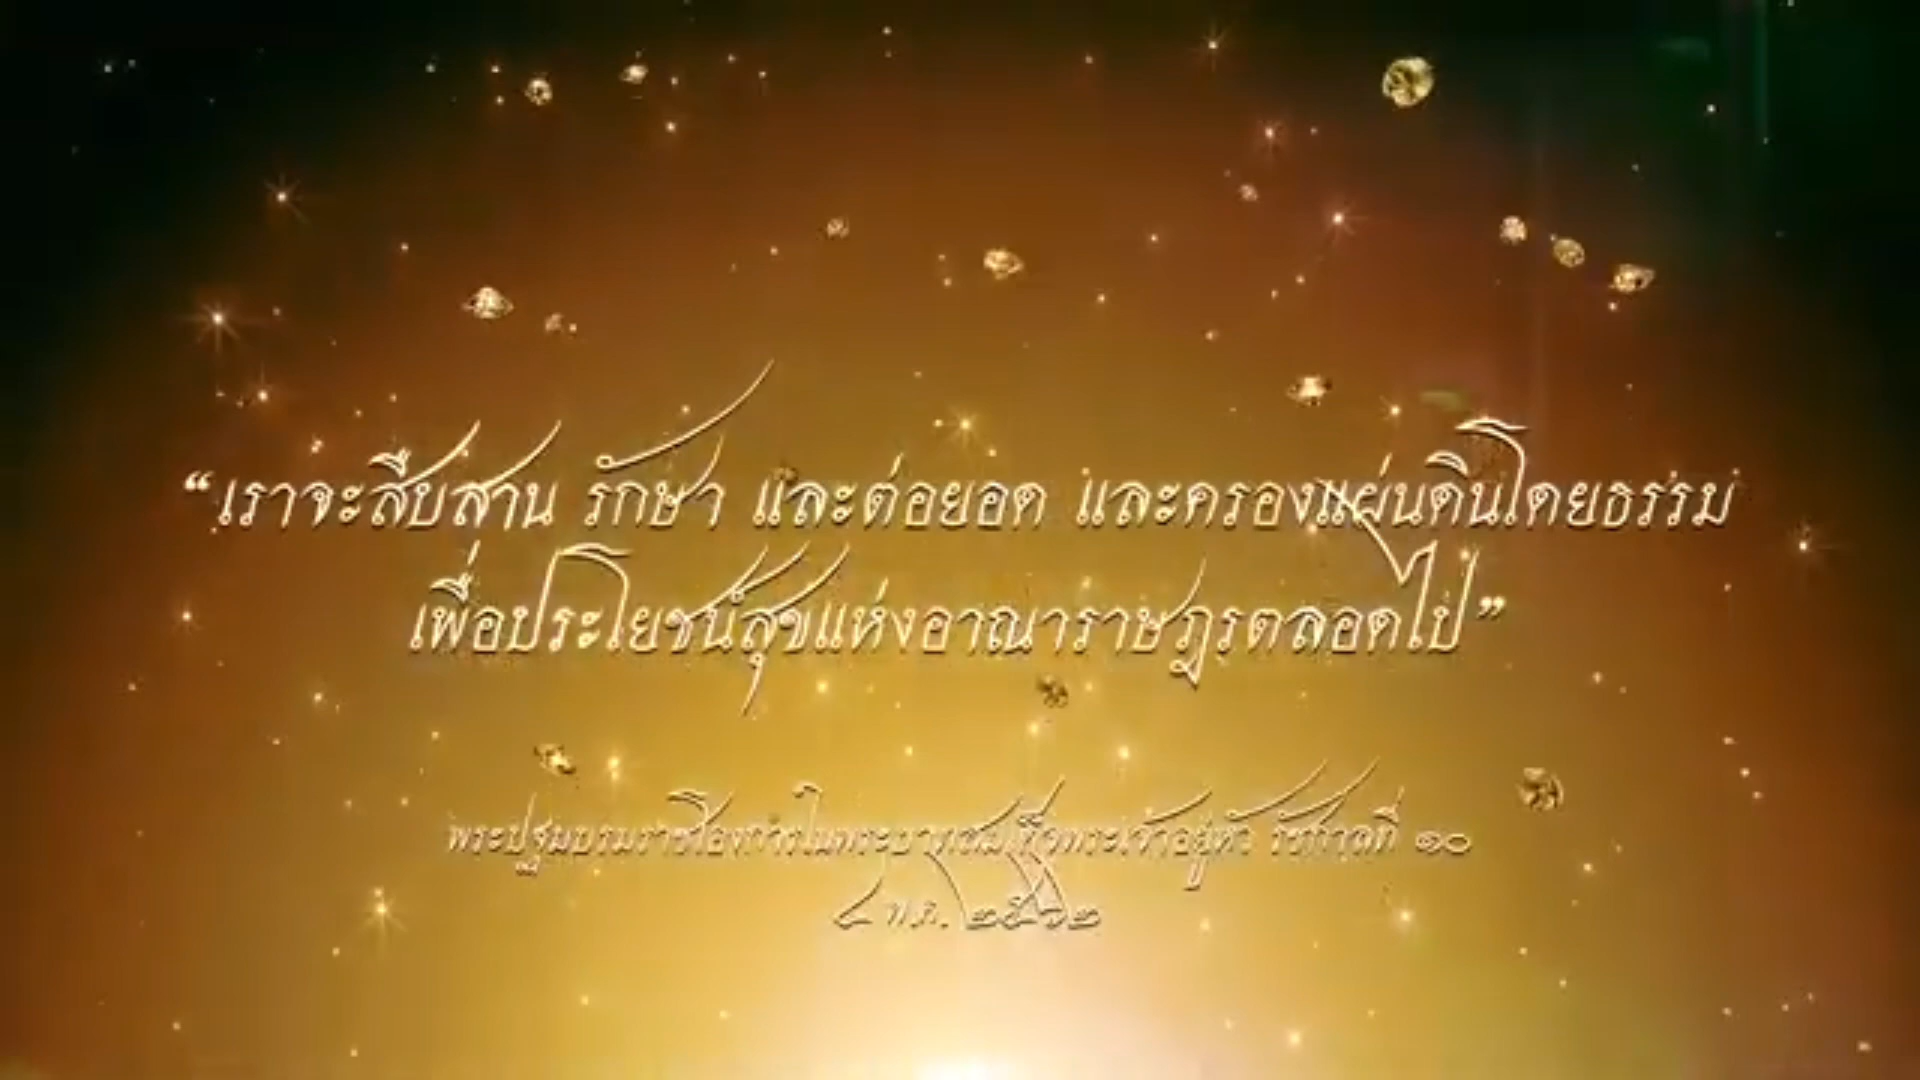 “เราจะสืบสาน รักษา และต่อยอด และครองแผ่นดินโดยธรรม
เพื่อประโยชน์สุขแห่งอาณาราษฎรตลอดไป”
พระปฐมบรมราชโองการในพระบาทสมเด็จพระเจ้าอยู่หัว รัชกาลที่ ๑๐
๔ พ.ค. ๒๕๖๒